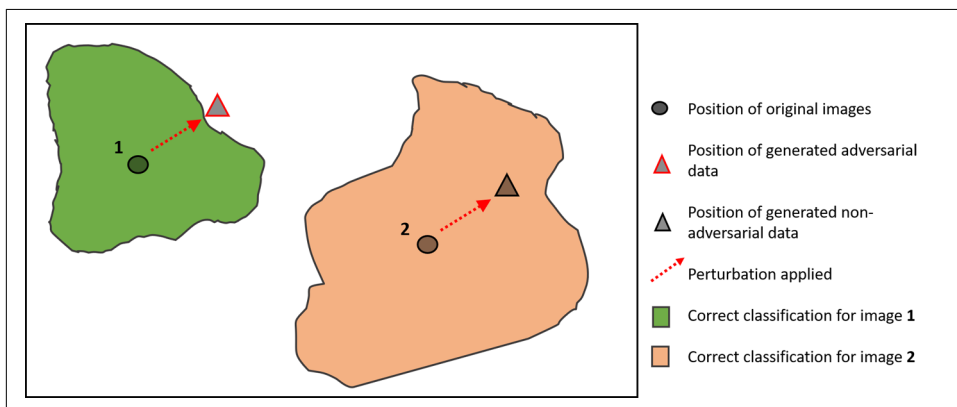 1
2
Position of original images
Position of generated adversarial
data
Position of generated non-
adversarial data
Perturbation applied
Correct classification for image 1
Correct classification for image 2